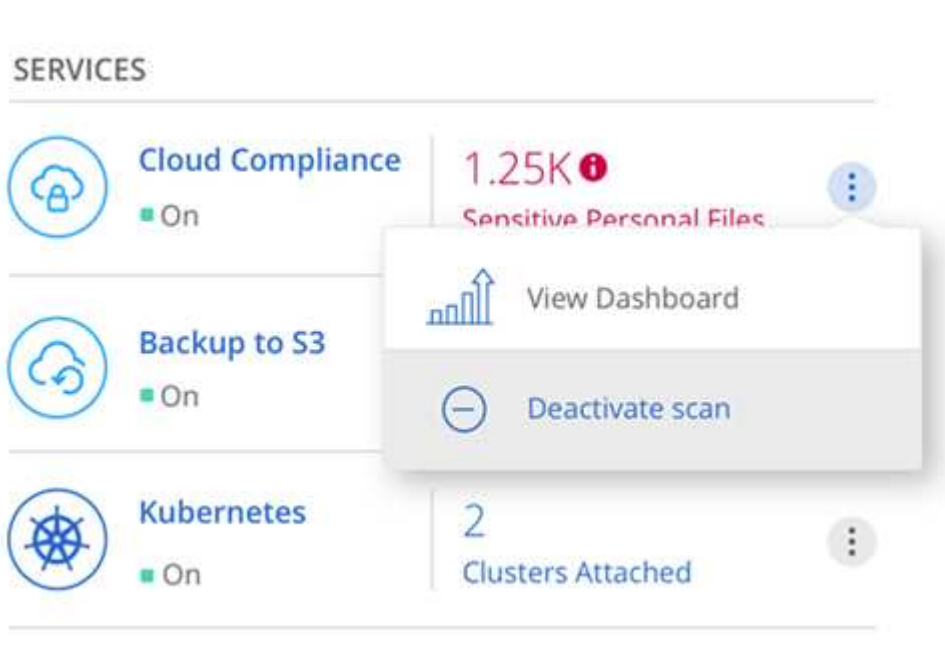 SERVICES
Cloud Compliance
On
1.25K
Sensitive Personal Files
View Dashboard
Backup to S3
On
Deactivate scan
Kubernetes
On
2
Clusters Attached